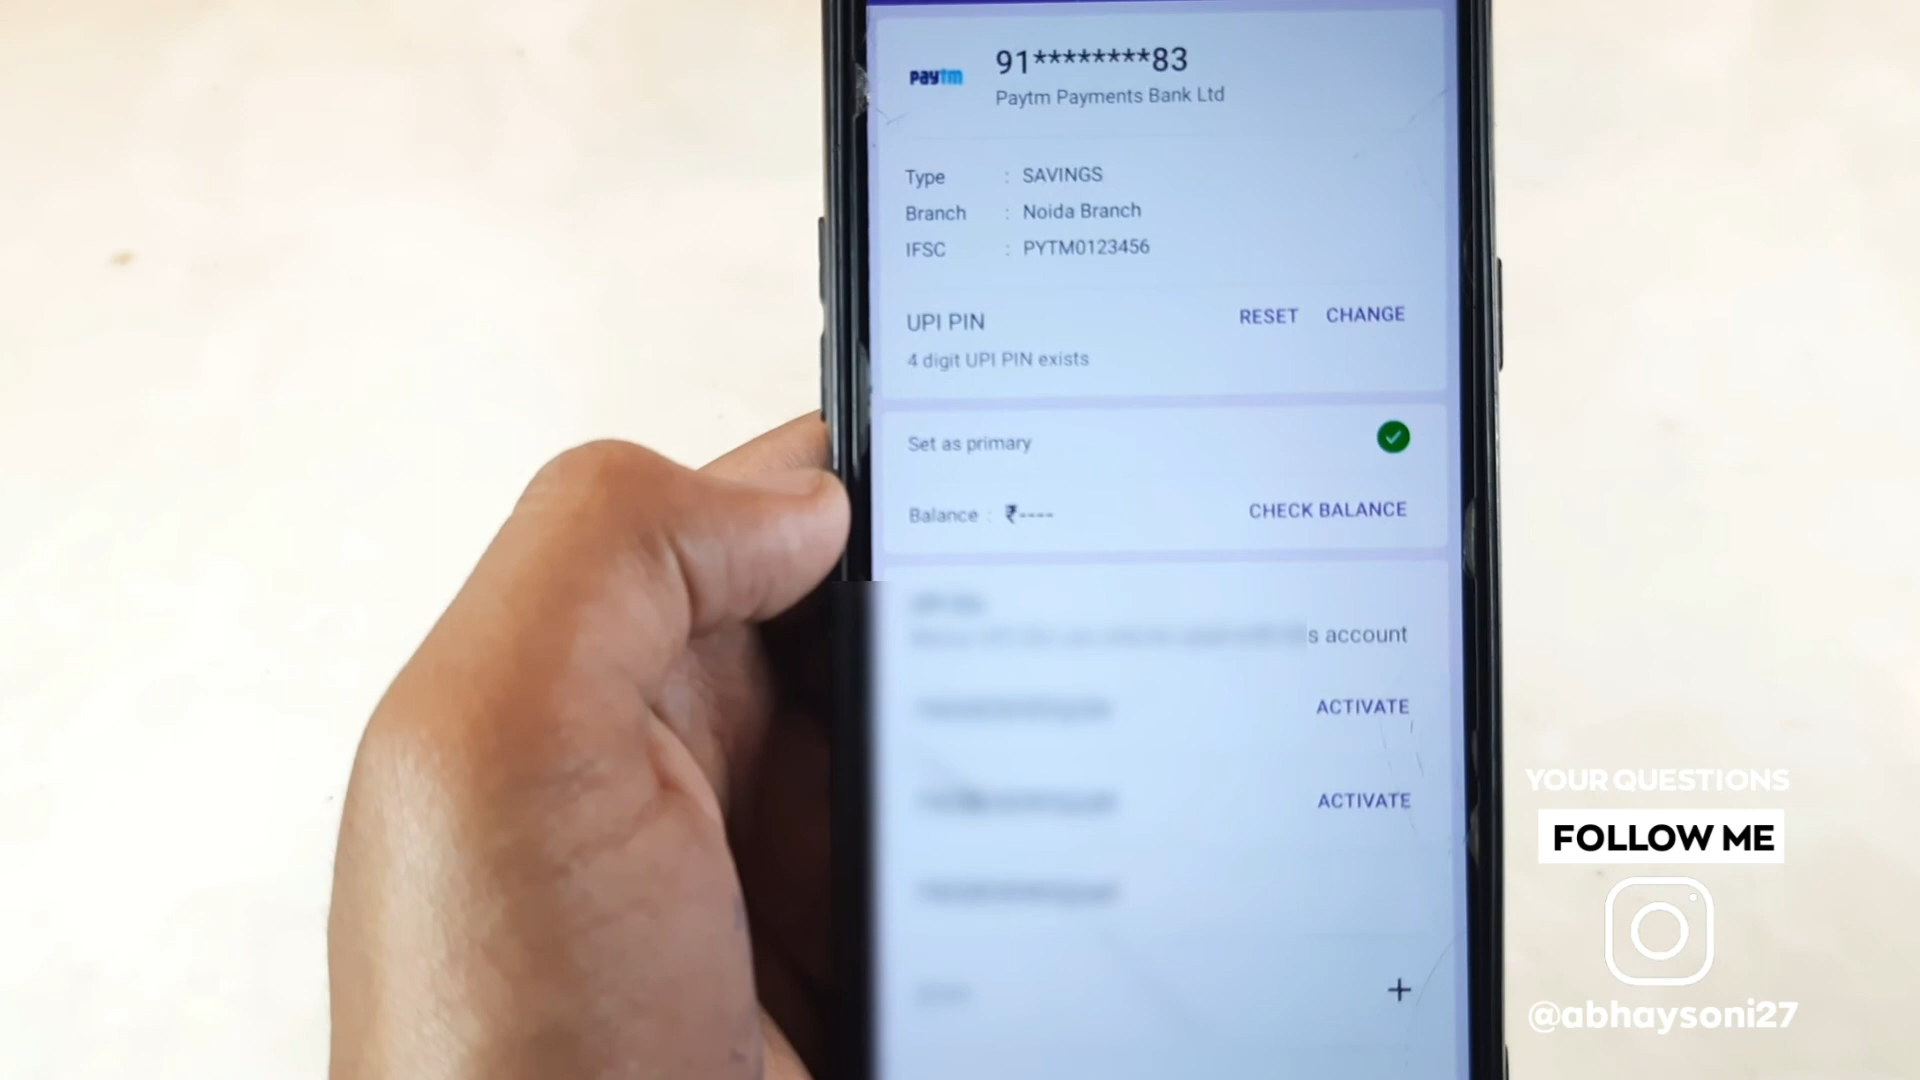 paytm
91********83
Paytm Payments Bank Ltd
Type : SAVINGS
Branch : Noida Branch
IFSC : PYTM0123456
UPI PIN
RESET CHANGE
4 digit UPI PIN exists
Set as primary
Balance : ₹---- CHECK BALANCE
s account
ACTIVATE
ACTIVATE
+
YOUR QUESTIONS
FOLLOW ME
@abhaysoni27